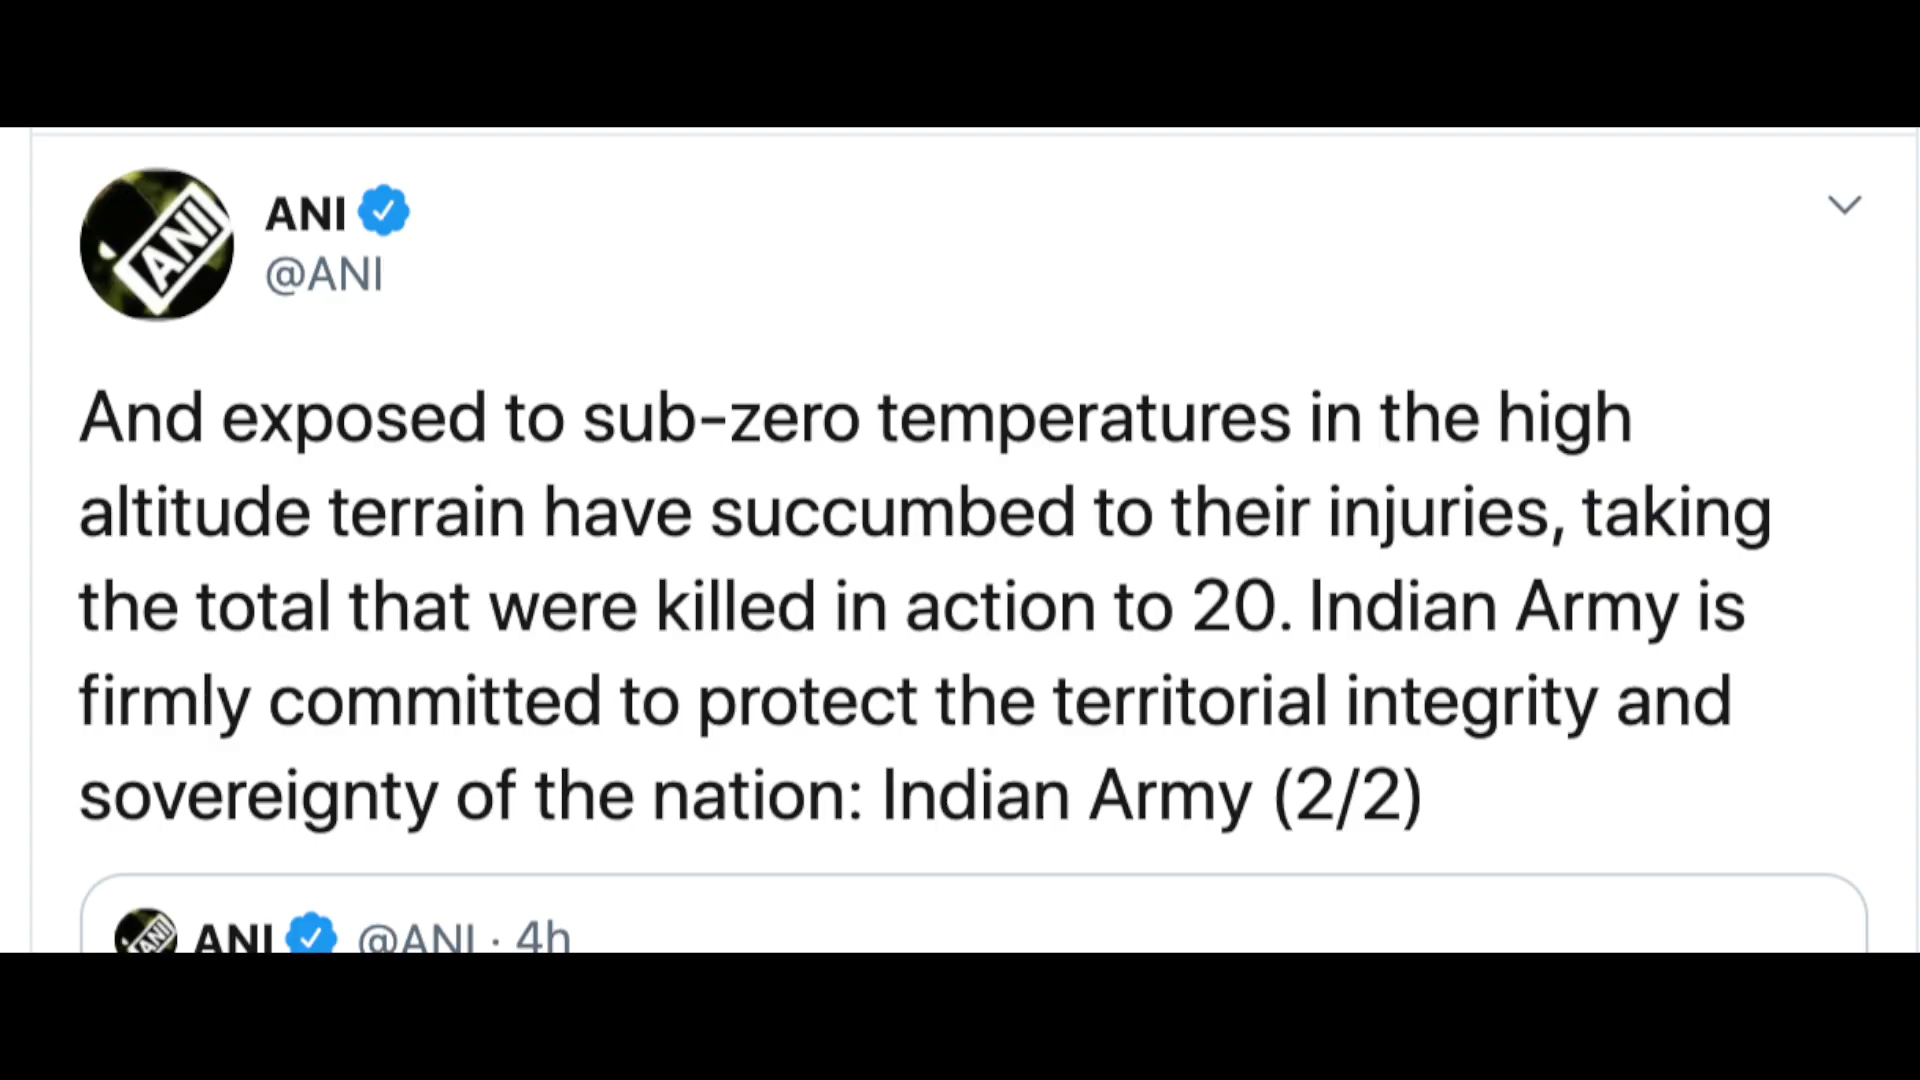 ANI
ANI
@ANI
And exposed to sub-zero temperatures in the high
altitude terrain have succumbed to their injuries, taking
the total that were killed in action to 20. Indian Army is
firmly committed to protect the territorial integrity and
sovereignty of the nation: Indian Army (2/2)
ANI
ANI @ANI · 4h